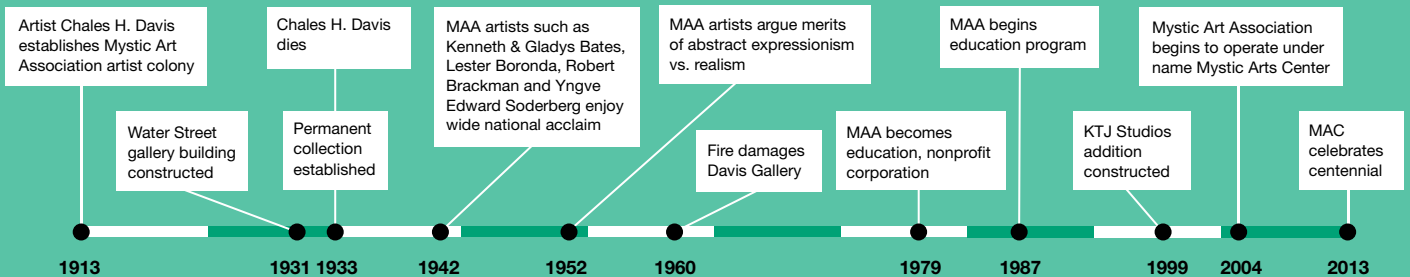 Artist Chales H. Davis
establishes Mystic Art
Association artist colony
Water Street
gallery building
constructed
Chales H. Davis
dies
Permanent
collection
established
MAA artists such as
Kenneth & Gladys Bates,
Lester Boronda, Robert
Brackman and Yngve
Edward Soderberg enjoy
wide national acclaim
MAA artists argue merits
of abstract expressionism
vs. realism
Fire damages
Davis Gallery
MAA becomes
education, nonprofit
corporation
MAA begins
education program
KTJ Studios
addition
constructed
Mystic Art Association
begins to operate under
name Mystic Arts Center
MAC
celebrates
centennial
1913
1931
1933
1942
1952
1960
1979
1987
1999
2004
2013